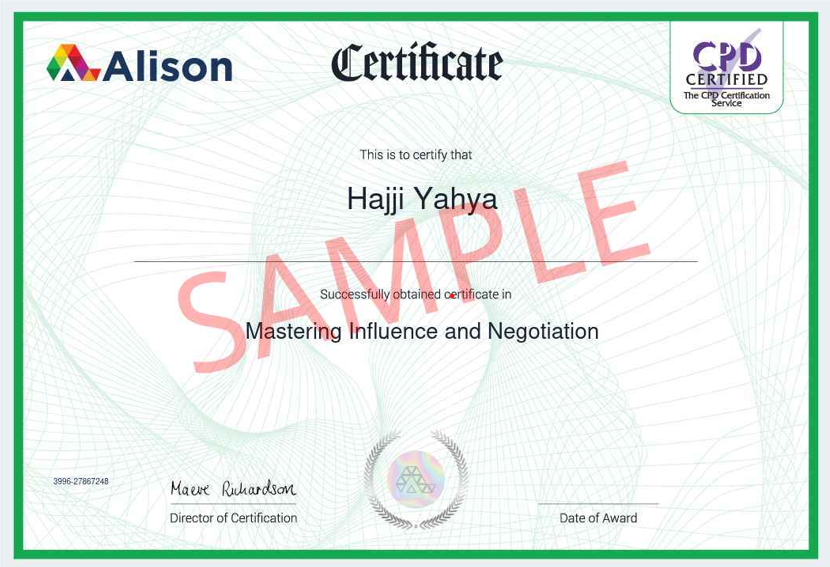 Alison
Certificate
CPD
CERTIFIED
The CPD Certification
Service
This is to certify that
Hajji Yahya
SAMPLE
Successfully obtained certificate in
Mastering Influence and Negotiation
3996-27867248
Maeve Richardson
Director of Certification
Date of Award